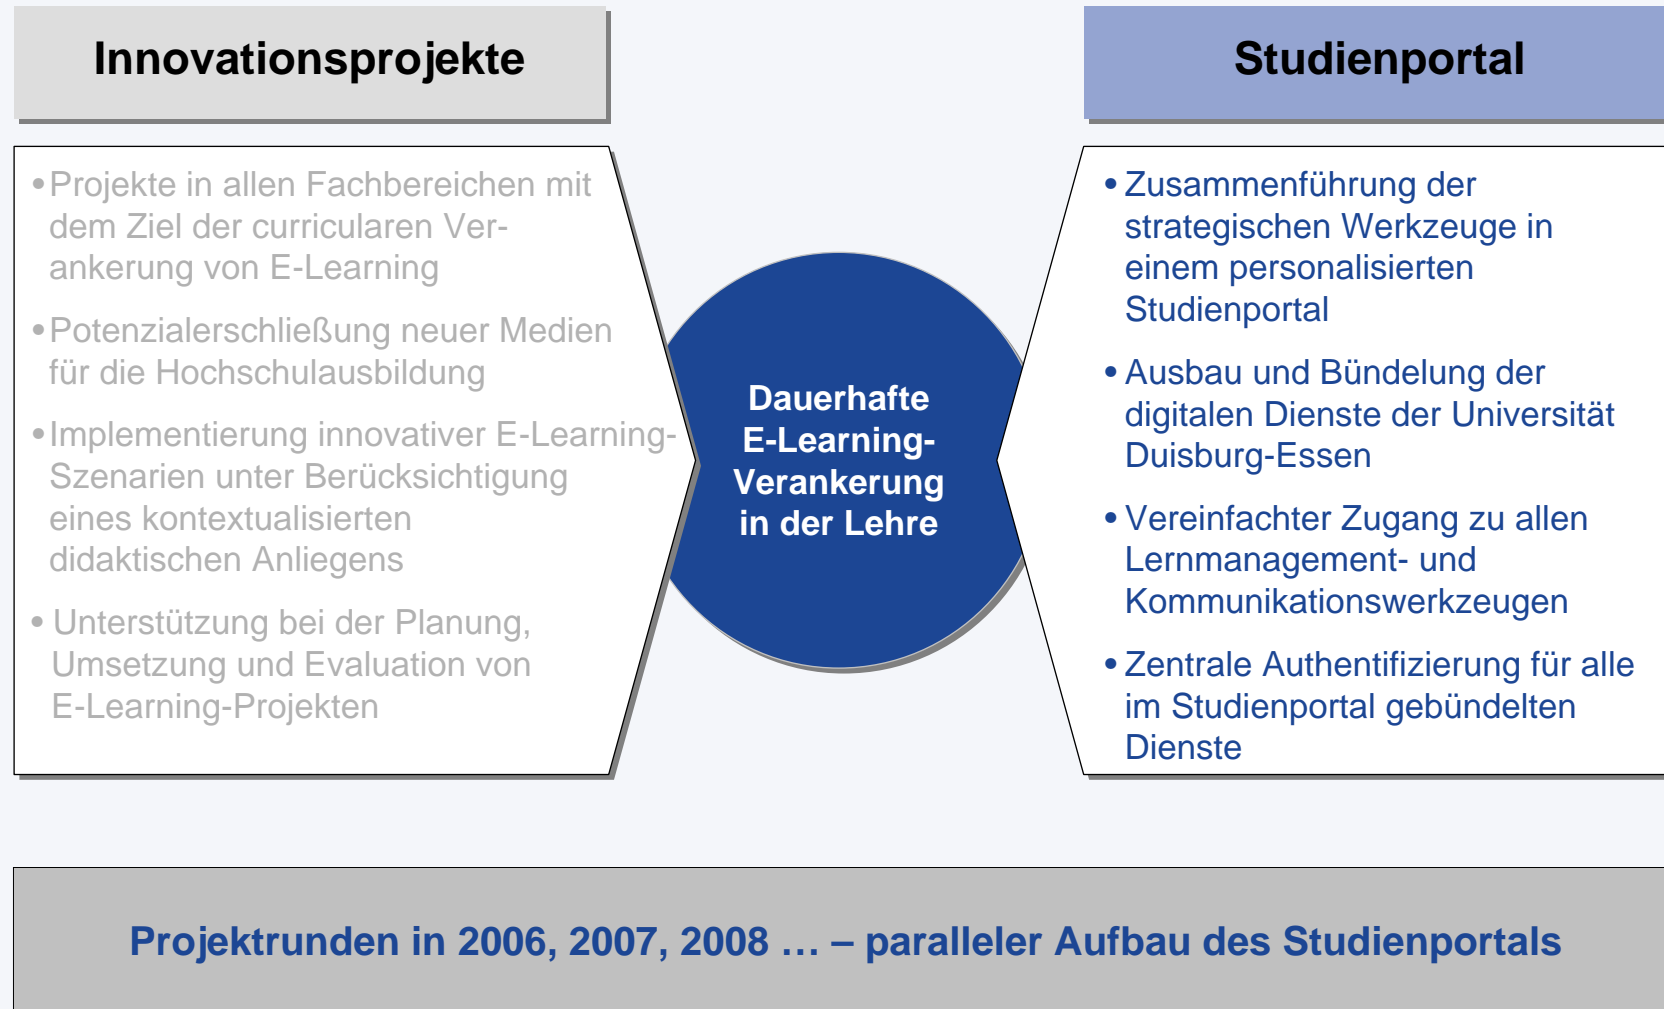 Innovationsprojekte
•Projekte in allen Fachbereichen mit
dem Ziel der curricularen Ver-
ankerung von E-Learning
•Potenzialerschließung neuer Medien
für die Hochschulausbildung
•Implementierung innovativer E-Learning-
Szenarien unter Berücksichtigung
eines kontextualisierten
didaktischen Anliegens
• Unterstützung bei der Planung,
Umsetzung und Evaluation von
E-Learning-Projekten
Dauerhafte
E-Learning-
Verankerung
in der Lehre
Studienportal
• Zusammenführung der
strategischen Werkzeuge in
einem personalisierten
Studienportal
• Ausbau und Bündelung der
digitalen Dienste der Universität
Duisburg-Essen
• Vereinfachter Zugang zu allen
Lernmanagement- und
Kommunikationswerkzeugen
• Zentrale Authentifizierung für alle
im Studienportal gebündelten
Dienste
Projektrunden in 2006, 2007, 2008 … – paralleler Aufbau des Studienportals